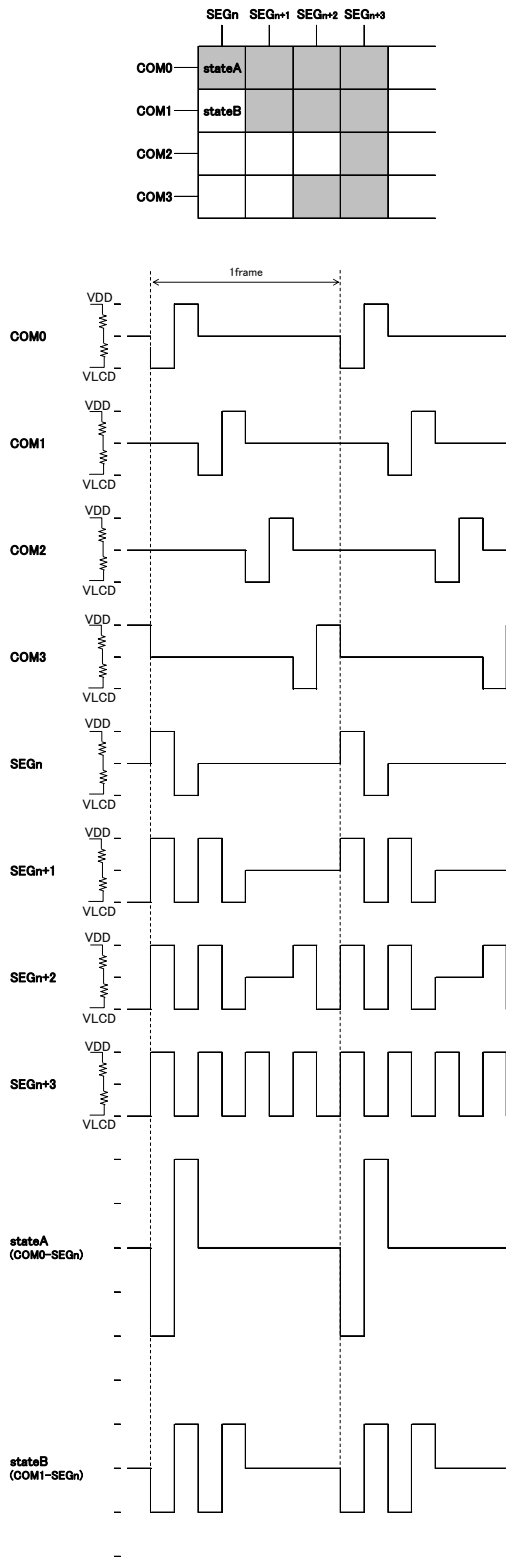 SEGn SEGn+1 SEGn+2 SEGn+3
COM0 stateA
COM1 stateB
COM2
COM3
1frame
VDD
COM0
VLCD
VDD
COM1
VLCD
VDD
COM2
VLCD
VDD
COM3
VLCD
VDD
SEGn
VLCD
VDD
SEGn+1
VLCD
VDD
SEGn+2
VLCD
VDD
SEGn+3
VLCD
stateA
(COM0-SEGn)
stateB
(COM1-SEGn)